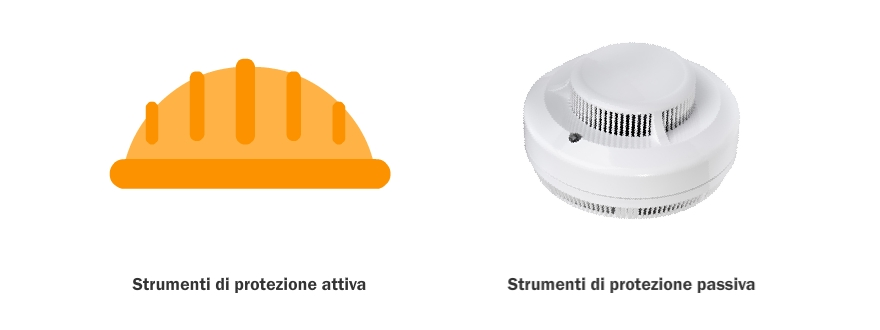 Strumenti di protezione attiva
Strumenti di protezione passiva